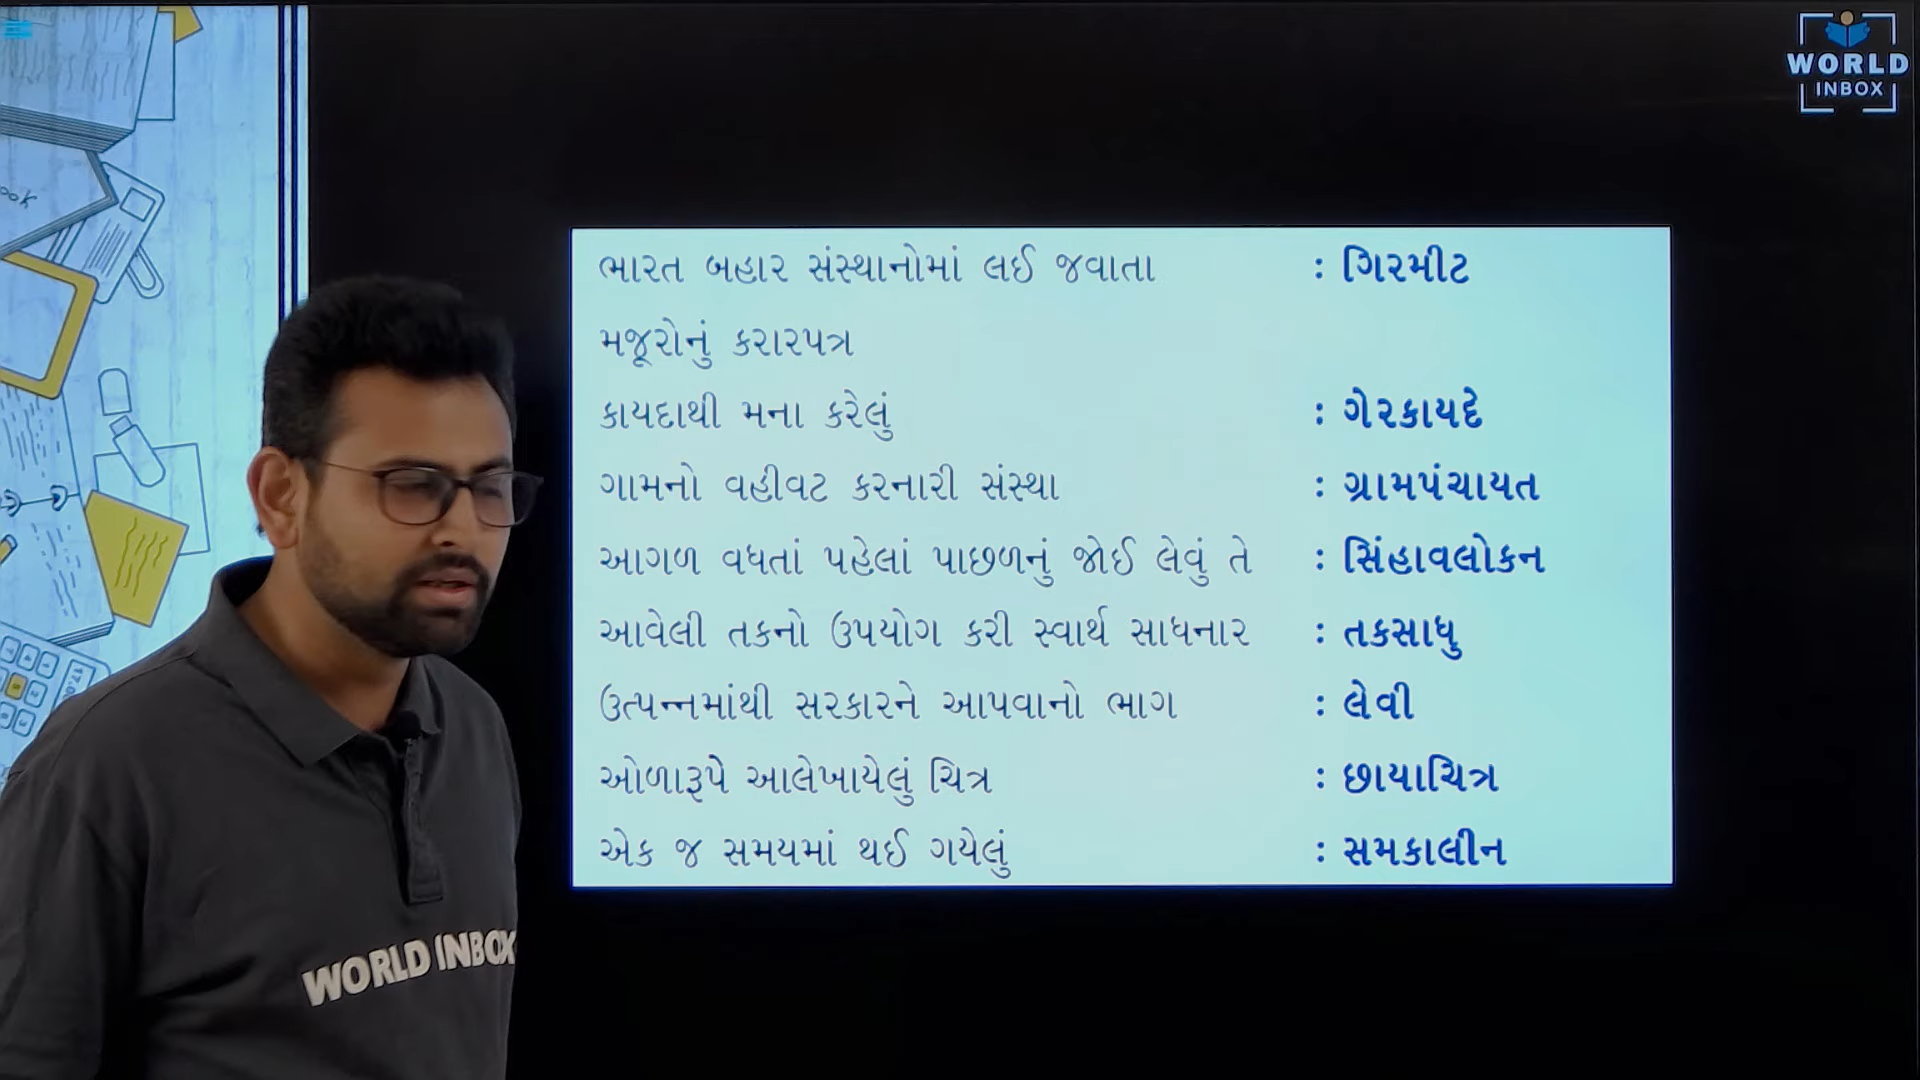 WORLD
INBOX
ભારત બહાર સંસ્થાનોમાં લઈ જવાતા : ગિરમીટ
મજૂરોનું કરારપત્ર
કાયદાથી મના કરેલું : ગેરકાયદે
ગામનો વહીવટ કરનારી સંસ્થા : ગ્રામપંચાયત
આગળ વધતાં પહેલાં પાછળનું જોઈ લેવું તે : સિંહાવલોકન
આવેલી તકનો ઉપયોગ કરી સ્વાર્થ સાધનાર : તકસાધુ
ઉત્પન્નમાંથી સરકારને આપવાનો ભાગ : લેવી
ઓળારૂપે આલેખાયેલું ચિત્ર : છાયાચિત્ર
એક જ સમયમાં થઈ ગયેલું : સમકાલીન
WORLD INBOX